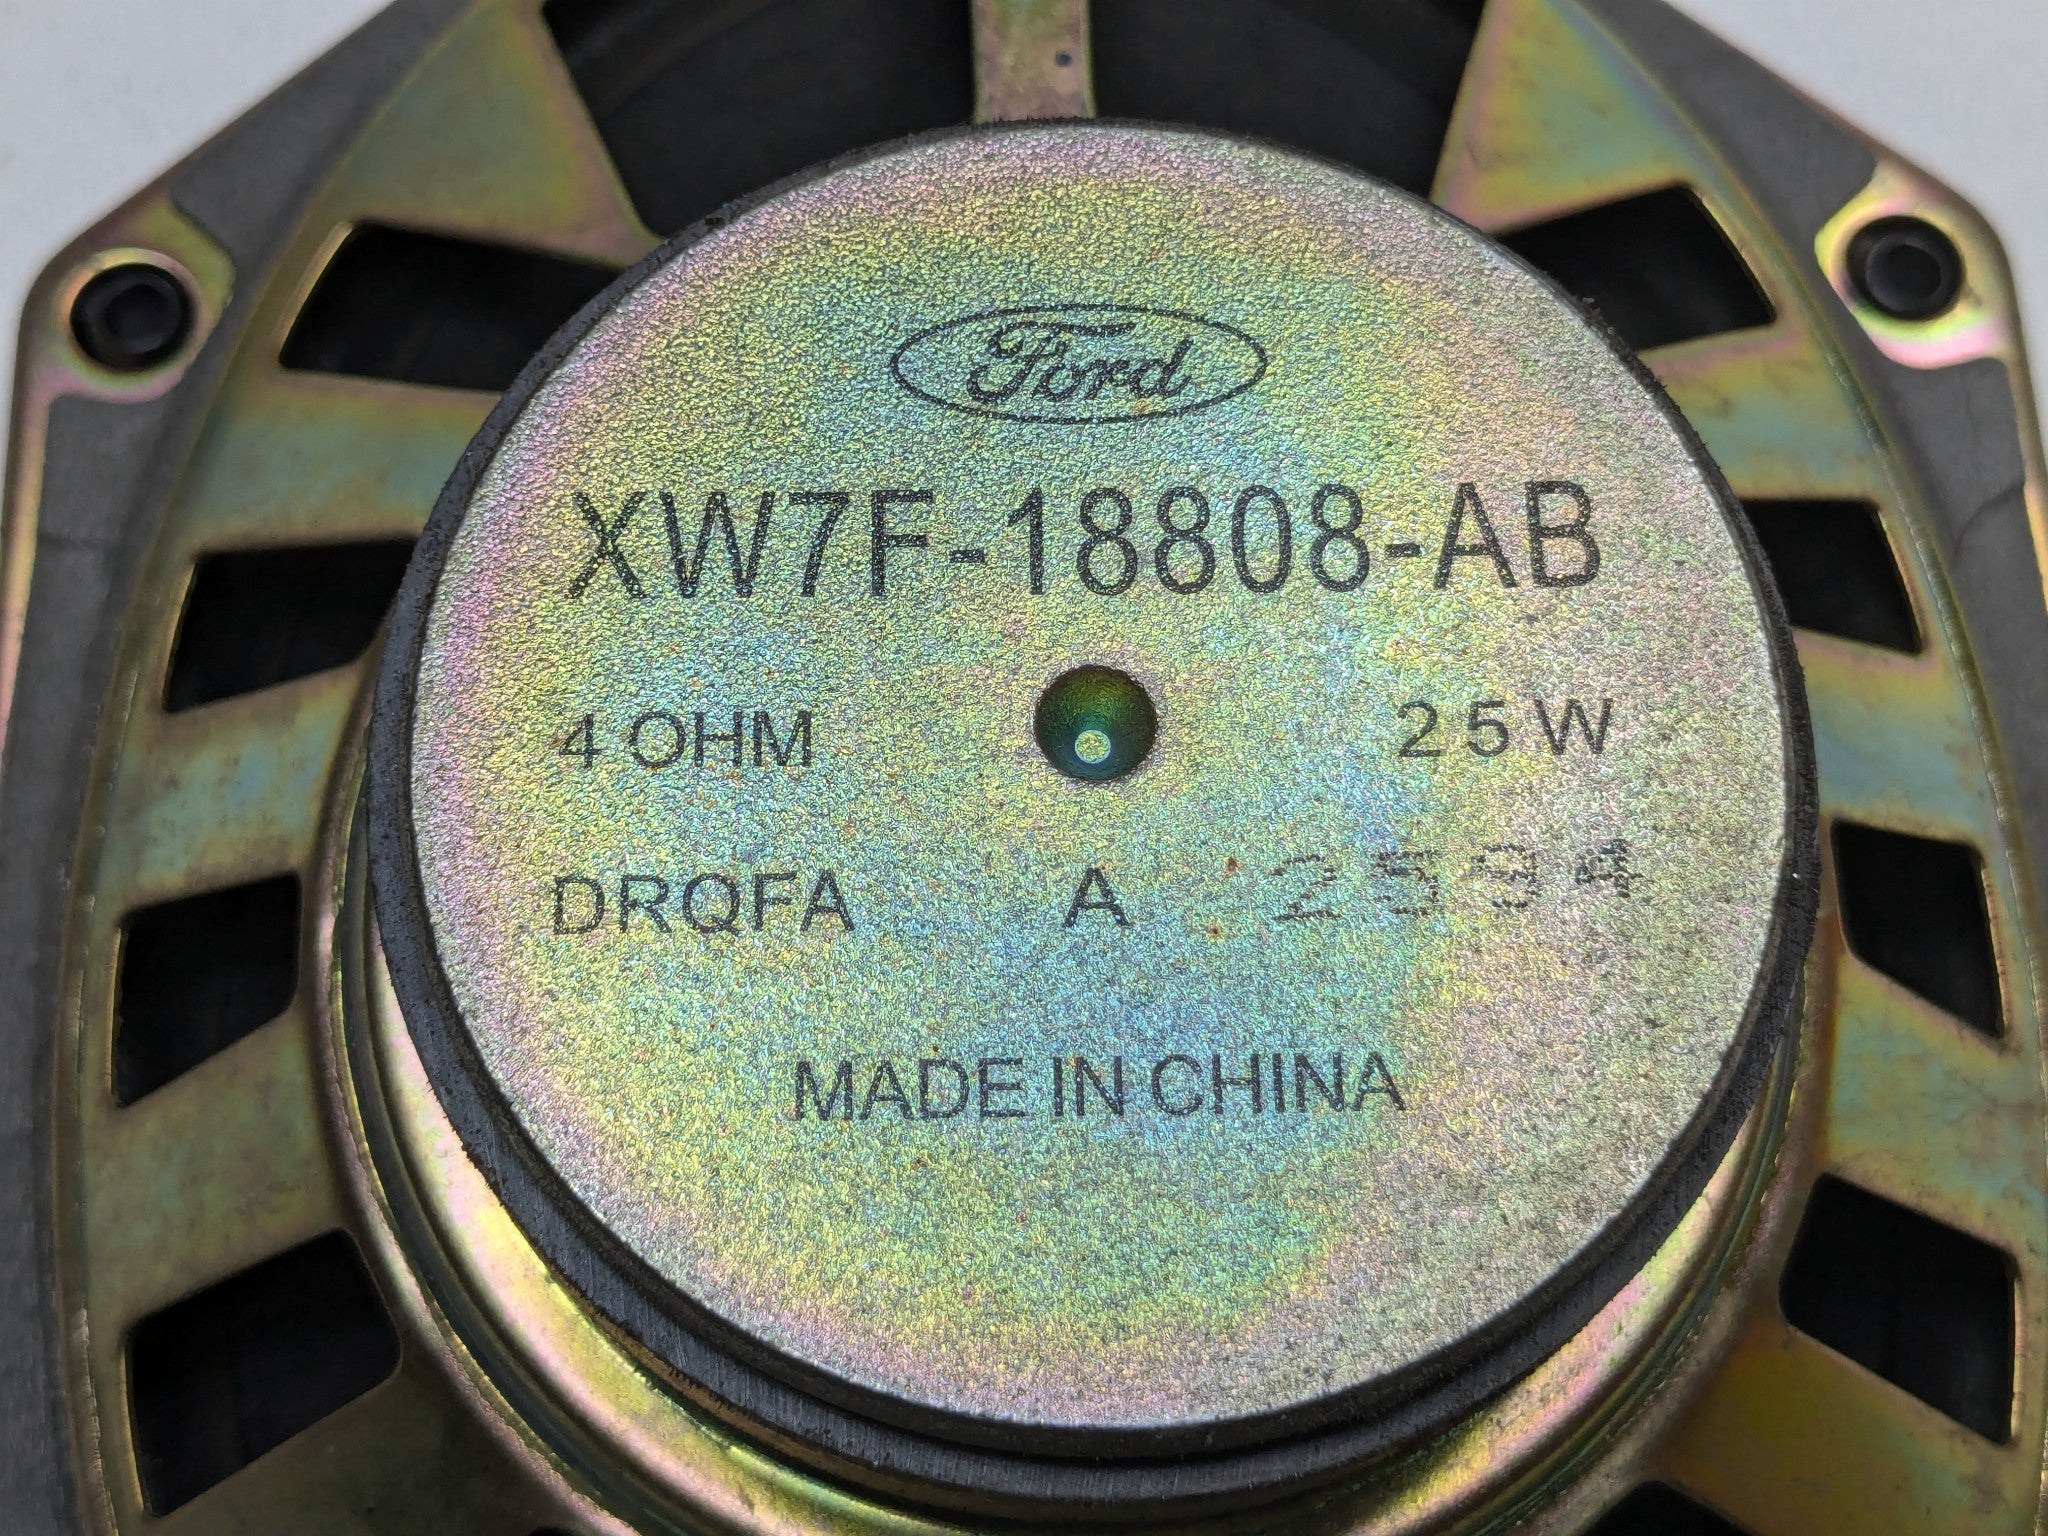 Ford
XW7F-18808-AB
4 OHM 25W
DRQFA A 2594
MADE IN CHINA